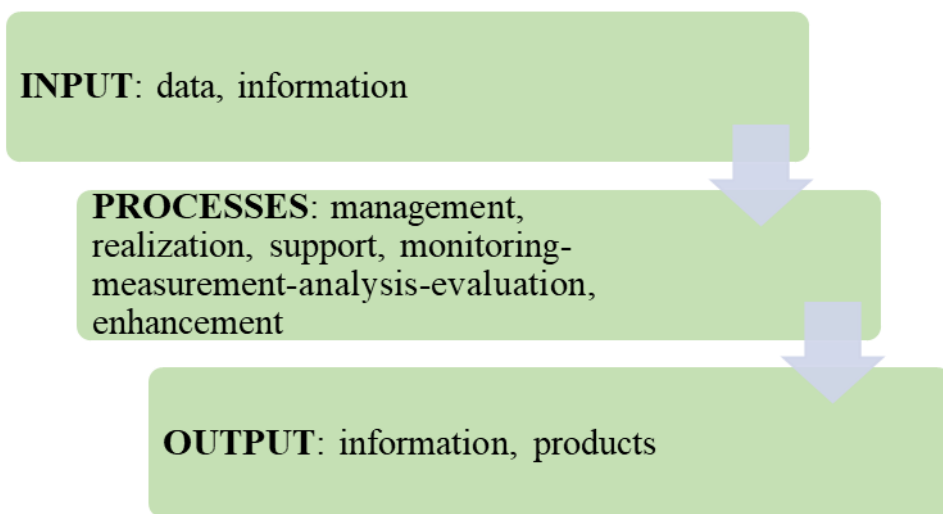 INPUT: data, information
PROCESSES: management,
realization, support, monitoring-
measurement-analysis-evaluation,
enhancement
OUTPUT: information, products